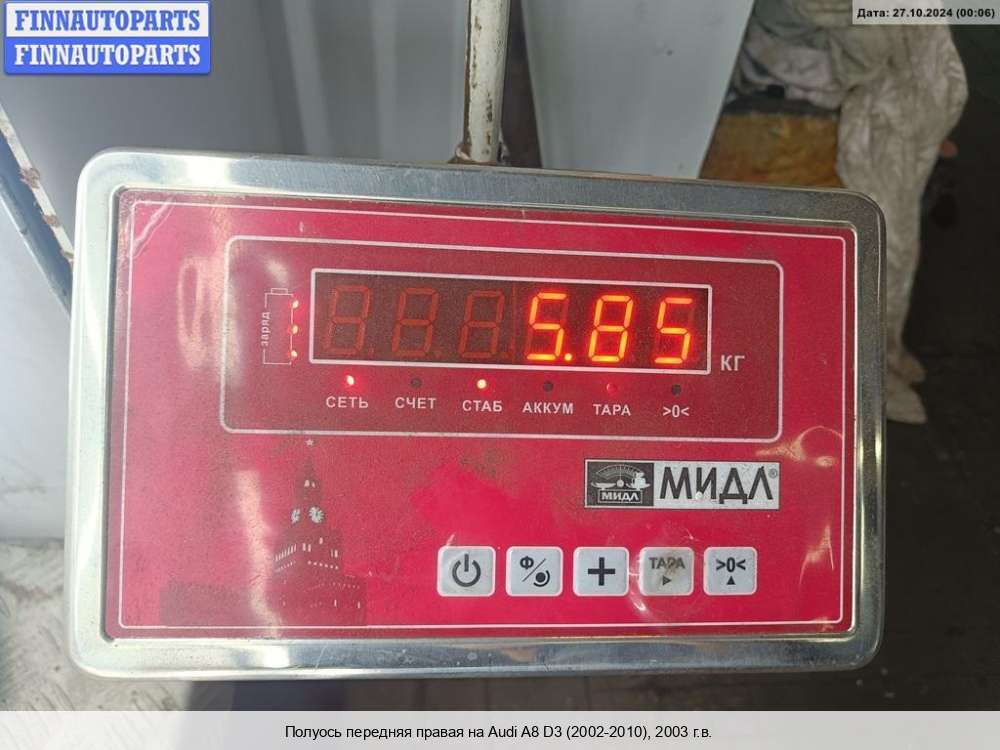 FINNAUTOPARTS
FINNAUTOPARTS
Дата: 27.10.2024 (00:06)
заряд
5.85
КГ
СЕТЬ СЧЕТ СТАБ АККУМ ТАРА >0<
МИДЛ МИДЛ®
Ф
ТАРА >0<
Полуось передняя правая на Audi A8 D3 (2002-2010), 2003 г.в.